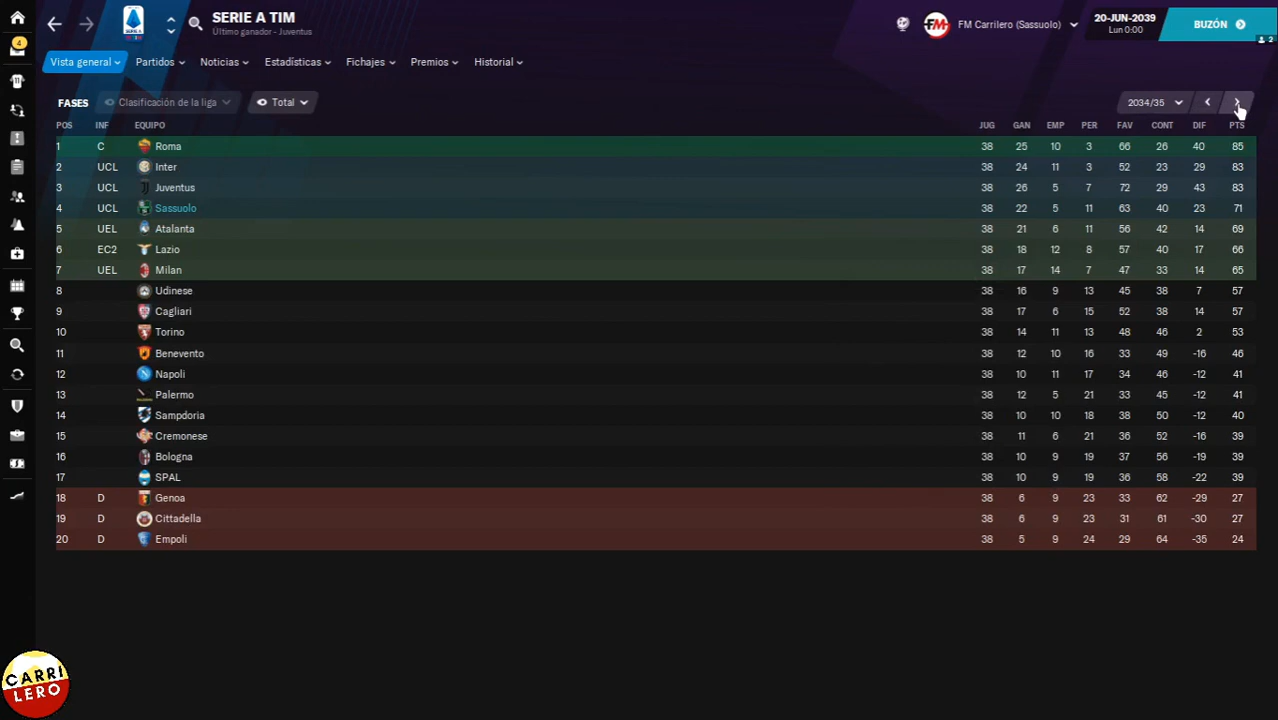 SERIE A TIM
Último ganador - Juventus
FM Carrilero (Sassuolo)
20-JUN-2039
Lun 0:00
BUZÓN
2
4
Vista general
Partidos
Noticias
Estadísticas
Fichajes
Premios
Historial
FASES
Clasificación de la liga
Total
2034/35
POS INF EQUIPO JUG GAN EMP PER FAV CONT DIF PTS
1 C Roma 38 25 10 3 66 26 40 85
2 UCL Inter 38 24 11 3 52 23 29 83
3 UCL Juventus 38 26 5 7 72 29 43 83
4 UCL Sassuolo 38 22 5 11 63 40 23 71
5 UEL Atalanta 38 21 6 11 56 42 14 69
6 EC2 Lazio 38 18 12 8 57 40 17 66
7 UEL Milan 38 17 14 7 47 33 14 65
8 Udinese 38 16 9 13 45 38 7 57
9 Cagliari 38 17 6 15 52 38 14 57
10 Torino 38 14 11 13 48 46 2 53
11 Benevento 38 12 10 16 33 49 -16 46
12 Napoli 38 10 11 17 34 46 -12 41
13 Palermo 38 12 5 21 33 45 -12 41
14 Sampdoria 38 10 10 18 38 50 -12 40
15 Cremonese 38 11 6 21 36 52 -16 39
16 Bologna 38 10 9 19 37 56 -19 39
17 SPAL 38 10 9 19 36 58 -22 39
18 D Genoa 38 6 9 23 33 62 -29 27
19 D Cittadella 38 6 9 23 31 61 -30 27
20 D Empoli 38 5 9 24 29 64 -35 24
CARRI
LERO